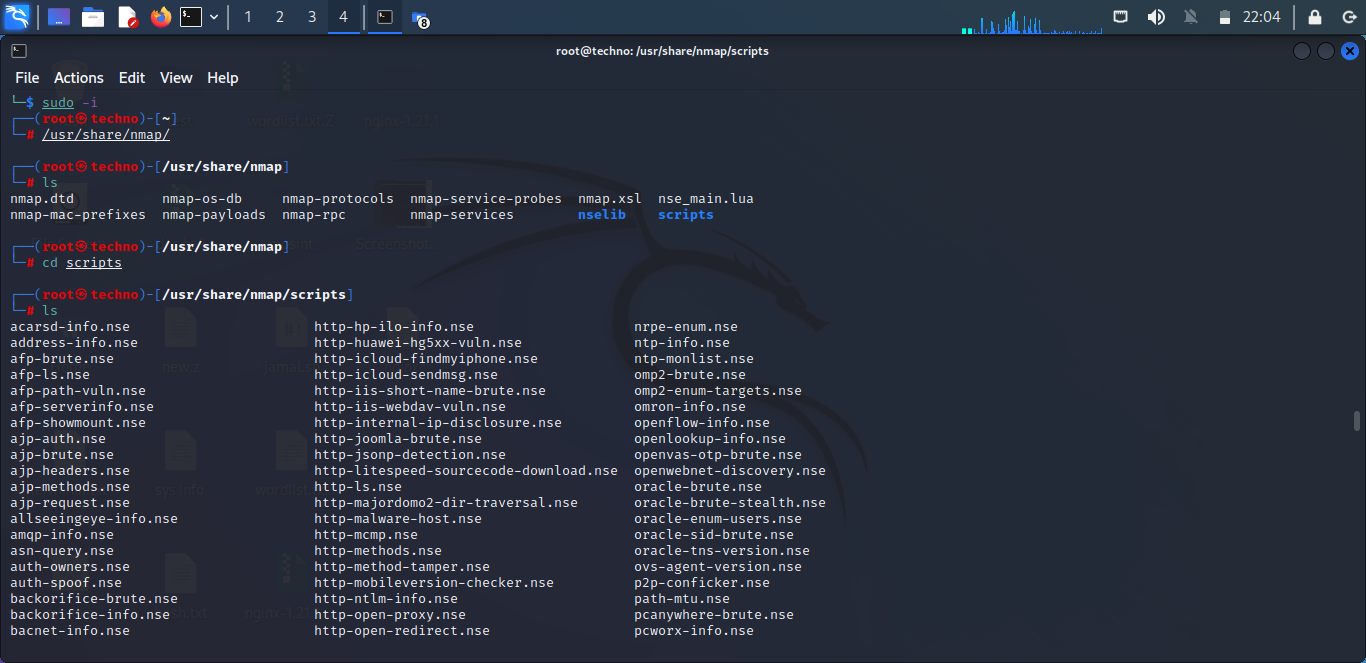 1 2 3 4 8 22:04
root@techno: /usr/share/nmap/scripts
File Actions Edit View Help
└─$ sudo -i
┌──(root㉿techno)-[~]
└─# /usr/share/nmap/
┌──(root㉿techno)-[/usr/share/nmap]
└─# ls
nmap.dtd nmap-os-db nmap-protocols nmap-service-probes nmap.xsl nse_main.lua
nmap-mac-prefixes nmap-payloads nmap-rpc nmap-services nselib scripts
┌──(root㉿techno)-[/usr/share/nmap]
└─# cd scripts
┌──(root㉿techno)-[/usr/share/nmap/scripts]
└─# ls
acarsd-info.nse http-hp-ilo-info.nse nrpe-enum.nse
address-info.nse http-huawei-hg5xx-vuln.nse ntp-info.nse
afp-brute.nse http-icloud-findmyiphone.nse ntp-monlist.nse
afp-ls.nse http-icloud-sendmsg.nse omp2-brute.nse
afp-path-vuln.nse http-iis-short-name-brute.nse omp2-enum-targets.nse
afp-serverinfo.nse http-iis-webdav-vuln.nse omron-info.nse
afp-showmount.nse http-internal-ip-disclosure.nse openflow-info.nse
ajp-auth.nse http-joomla-brute.nse openlookup-info.nse
ajp-brute.nse http-jsonp-detection.nse openvas-otp-brute.nse
ajp-headers.nse http-litespeed-sourcecode-download.nse openwebnet-discovery.nse
ajp-methods.nse http-ls.nse oracle-brute.nse
ajp-request.nse http-majordomo2-dir-traversal.nse oracle-brute-stealth.nse
allseeingeye-info.nse http-malware-host.nse oracle-enum-users.nse
amqp-info.nse http-mcmp.nse oracle-sid-brute.nse
asn-query.nse http-methods.nse oracle-tns-version.nse
auth-owners.nse http-method-tamper.nse ovs-agent-version.nse
auth-spoof.nse http-mobileversion-checker.nse p2p-conficker.nse
backorifice-brute.nse http-ntlm-info.nse path-mtu.nse
backorifice-info.nse http-open-proxy.nse pcanywhere-brute.nse
bacnet-info.nse http-open-redirect.nse pcworx-info.nse